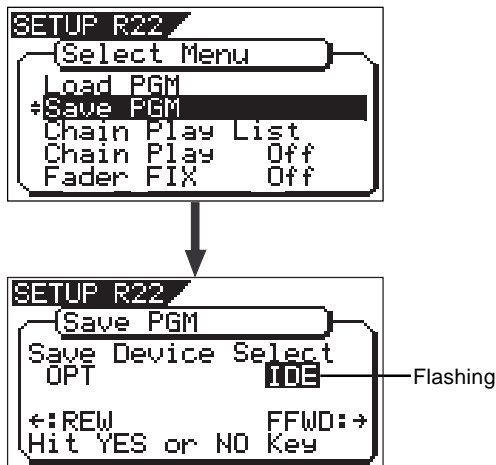 SETUP R22
Select Menu
Load PGM
Save PGM
Chain Play List
Chain Play Off
Fader FIX Off
SETUP R22
Save PGM
Save Device Select
OPT IDE
Flashing
←:REW FFWD:→
Hit YES or NO Key